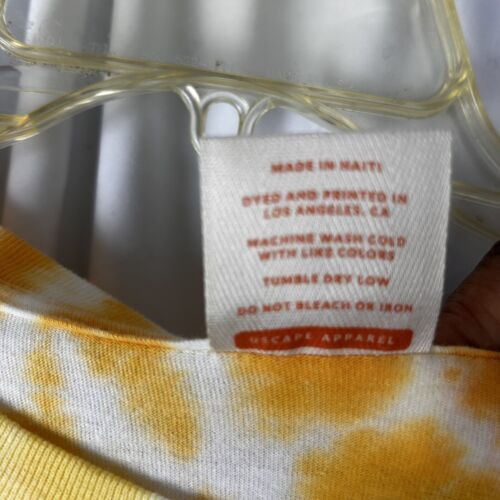 MADE IN HAITI
DYED AND PRINTED IN
LOS ANGELES, CA
MACHINE WASH COLD
WITH LIKE COLORS
TUMBLE DRY LOW
DO NOT BLEACH OR IRON
USCAPE APPAREL